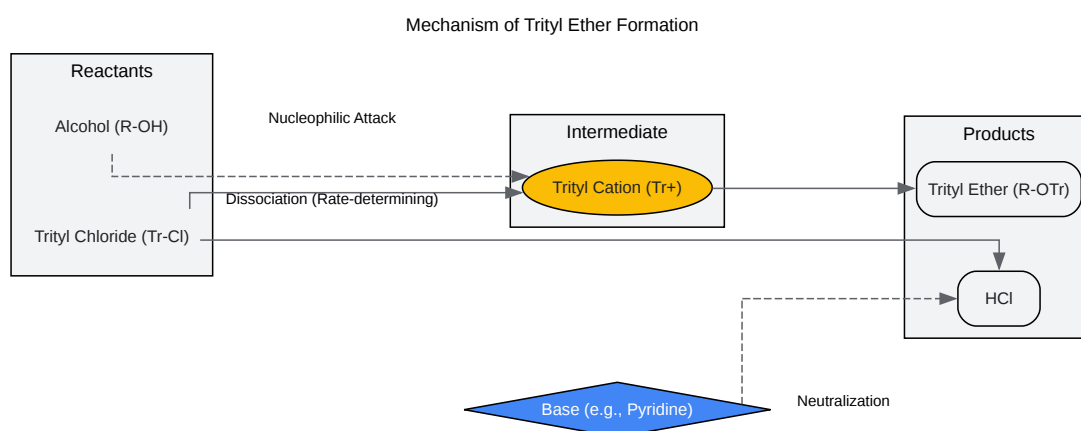 Mechanism of Trityl Ether Formation
Reactants
Alcohol (R-OH)
Nucleophilic Attack
Intermediate
Products
Trityl Cation (Tr+)
Trityl Ether (R-OTr)
Dissociation (Rate-determining)
Trityl Chloride (Tr-Cl)
HCl
Base (e.g., Pyridine)
Neutralization